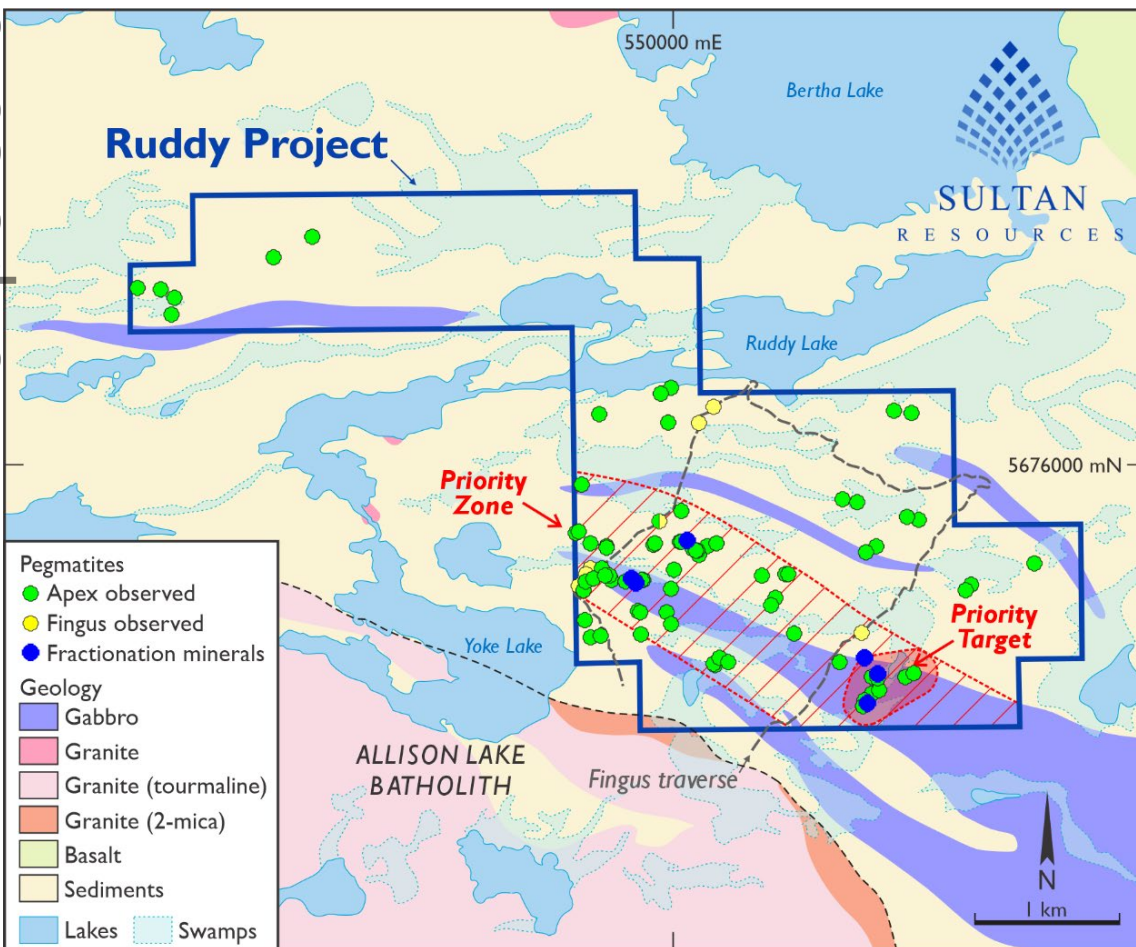 550000 mE
Bertha Lake
Ruddy Project
SULTAN
RESOURCES
Ruddy Lake
5676000 mN
Priority
Zone
Pegmatites
Apex observed
Fingus observed
Fractionation minerals
Geology
Gabbro
Granite
Granite (tourmaline)
Granite (2-mica)
Basalt
Sediments
Lakes
Swamps
Priority
Target
Yoke Lake
ALLISON LAKE
BATHOLITH
Fingus traverse
N
1 km